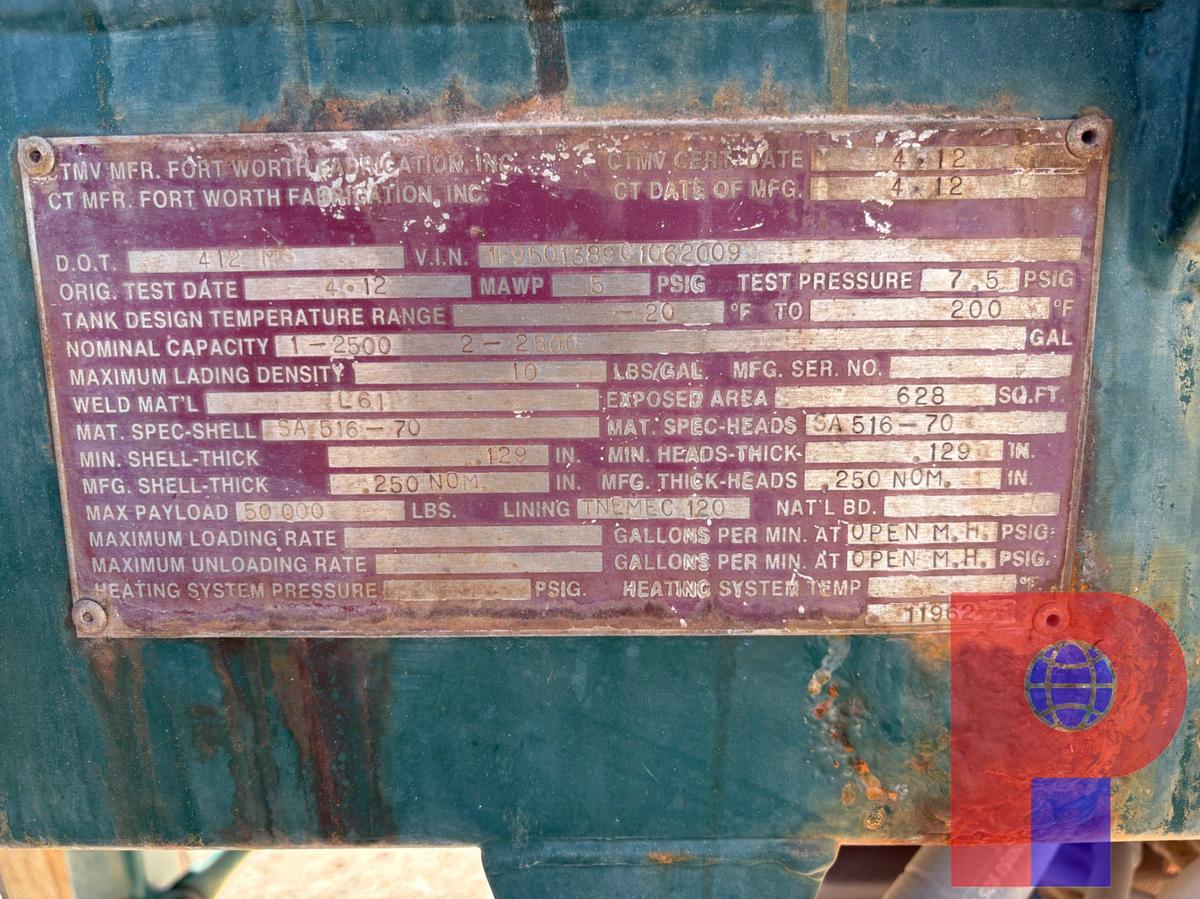 CTMV MFR. FORT WORTH FABRICATION, INC. CTMV CERT. DATE 4.12
CT MFR. FORT WORTH FABRICATION, INC. CT DATE OF MFG. 4.12
D.O.T. 412 MC V.I.N.
ORIG. TEST DATE 4.12 MAWP 5 PSIG TEST PRESSURE 7.5 PSIG
TANK DESIGN TEMPERATURE RANGE -20 °F TO 200 °F
NOMINAL CAPACITY 1-2500 2-2500 GAL
MAXIMUM LADING DENSITY 10 LBS/GAL. MFG. SER. NO.
WELD MAT'L L61 EXPOSED AREA 628 SQ.FT.
MAT. SPEC-SHELL SA 516-70 MAT. SPEC-HEADS SA 516-70
MIN. SHELL-THICK .129 IN. MIN. HEADS-THICK- .129 IN.
MFG. SHELL-THICK .250 NOM. IN. MFG. THICK-HEADS .250 NOM. IN.
MAX PAYLOAD 50 000 LBS. LINING TNEMEC 120 NAT'L BD.
MAXIMUM LOADING RATE GALLONS PER MIN. AT OPEN M.H. PSIG.
MAXIMUM UNLOADING RATE GALLONS PER MIN. AT OPEN M.H. PSIG.
HEATING SYSTEM PRESSURE PSIG. HEATING SYSTEM TEMP °F.
11962